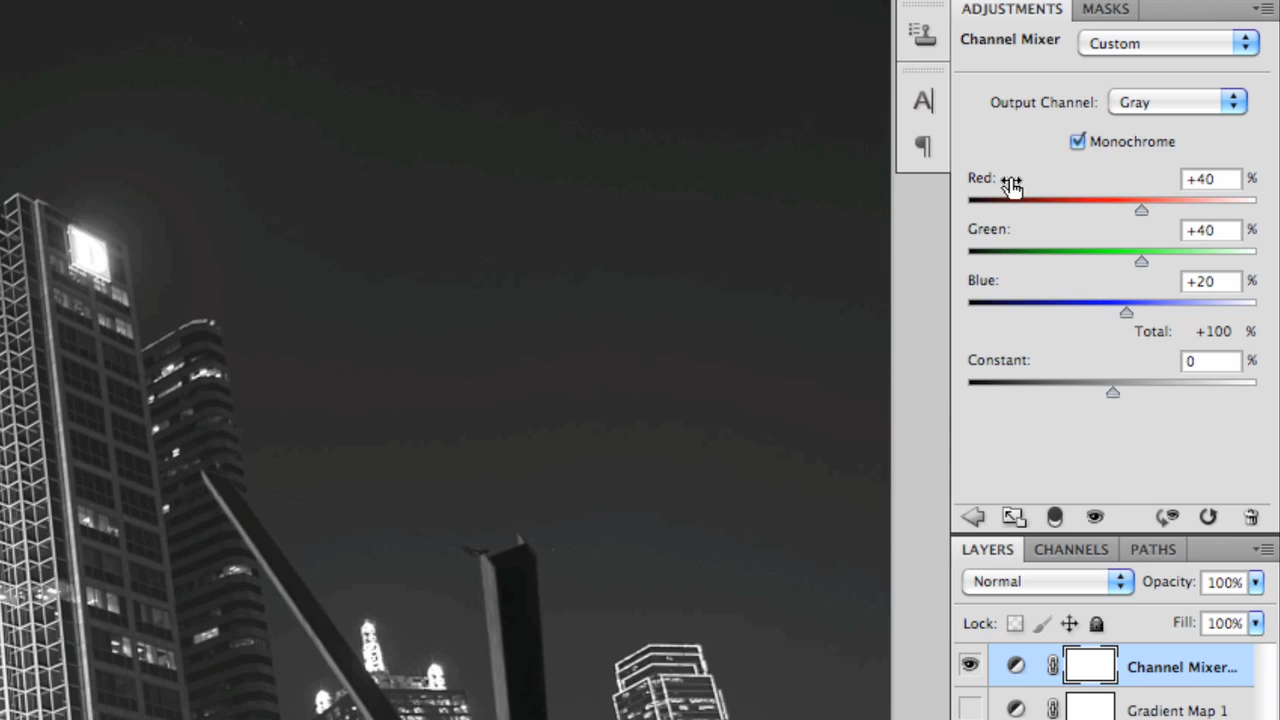 ADJUSTMENTS MASKS
Channel Mixer Custom
Output Channel: Gray
Monochrome
Red: +40 %
Green: +40 %
Blue: +20 %
Total: +100 %
Constant: 0 %
LAYERS CHANNELS PATHS
Normal Opacity: 100%
Lock: Fill: 100%
Channel Mixer...
Gradient Map 1
A
¶